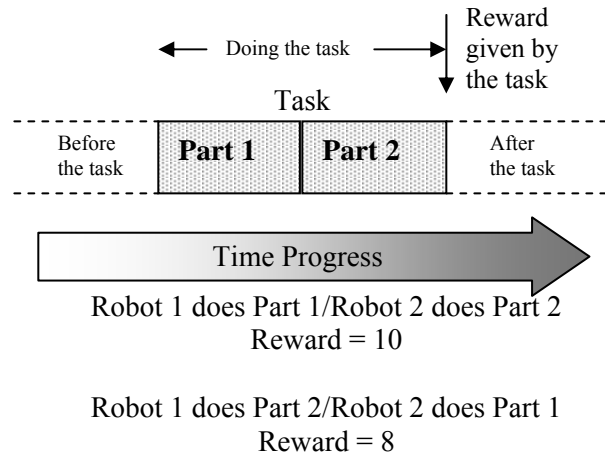 Reward
given by
the task
Doing the task
Task
Before
the task
Part 1
Part 2
After
the task
Time Progress
Robot 1 does Part 1/Robot 2 does Part 2
Reward = 10
Robot 1 does Part 2/Robot 2 does Part 1
Reward = 8